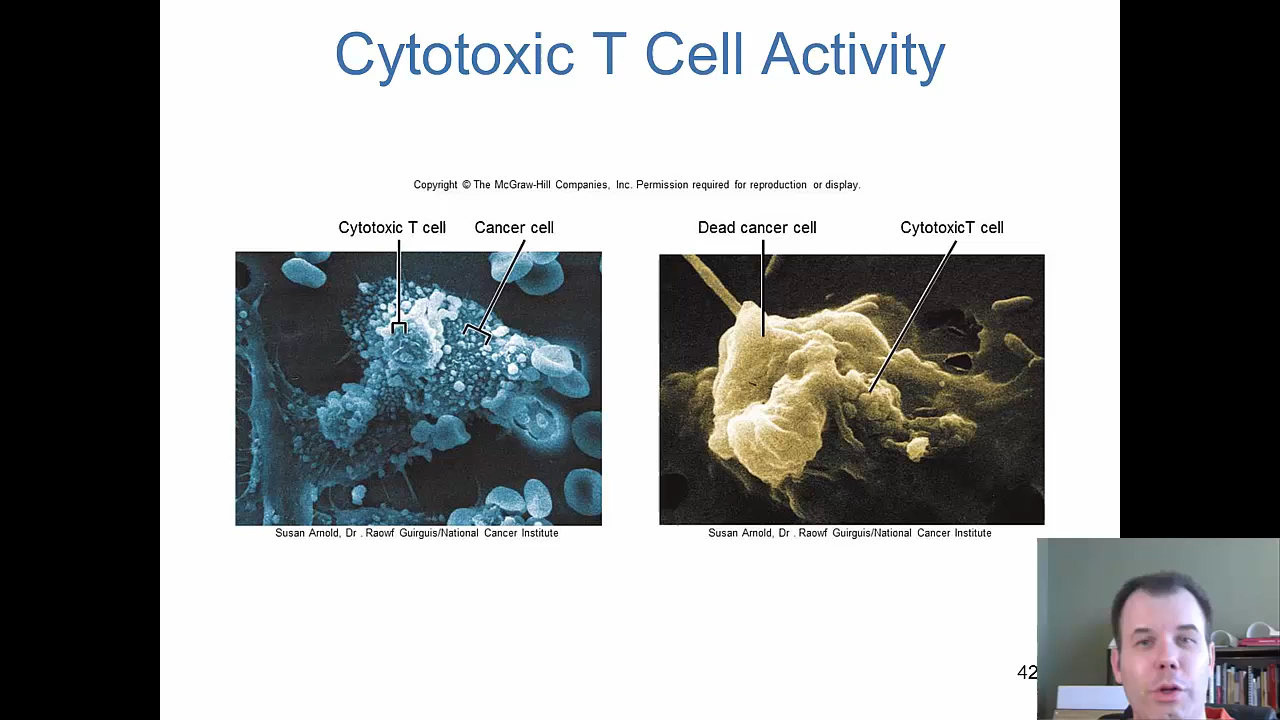 Cytotoxic T Cell Activity
Copyright © The McGraw-Hill Companies, Inc. Permission required for reproduction or display.
Cytotoxic T cell
Cancer cell
Dead cancer cell
CytotoxicT cell
Susan Arnold, Dr . Raowf Guirguis/National Cancer Institute
Susan Arnold, Dr . Raowf Guirguis/National Cancer Institute
42